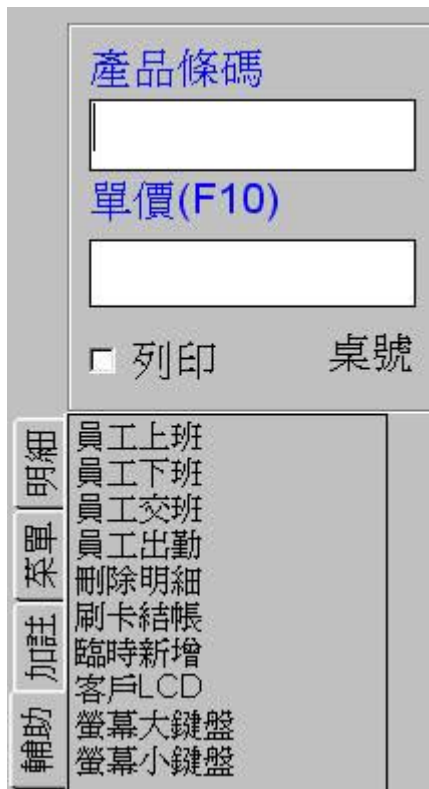 產品條碼
單價(F10)
列印
桌號
明細
菜單
加註
輔助
員工上班
員工下班
員工交班
員工出勤
刪除明細
刷卡結帳
臨時新增
客戶LCD
螢幕大鍵盤
螢幕小鍵盤